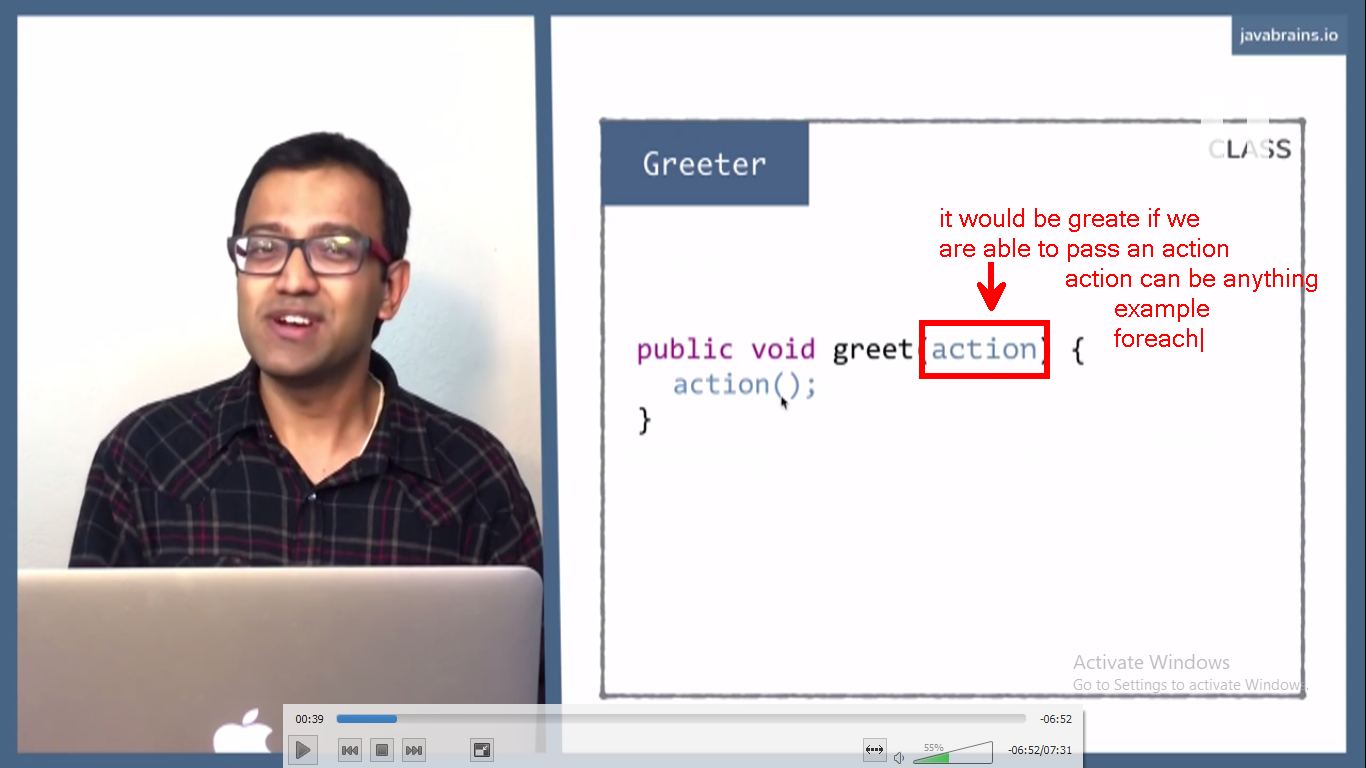 javabrains.io
Greeter
CLASS
it would be greate if we
are able to pass an action
action can be anything
example
foreach
public void greet(action) {
action();
}
Activate Windows
Go to Settings to activate Windows.
00:39
-06:52
55%
-06:52/07:31